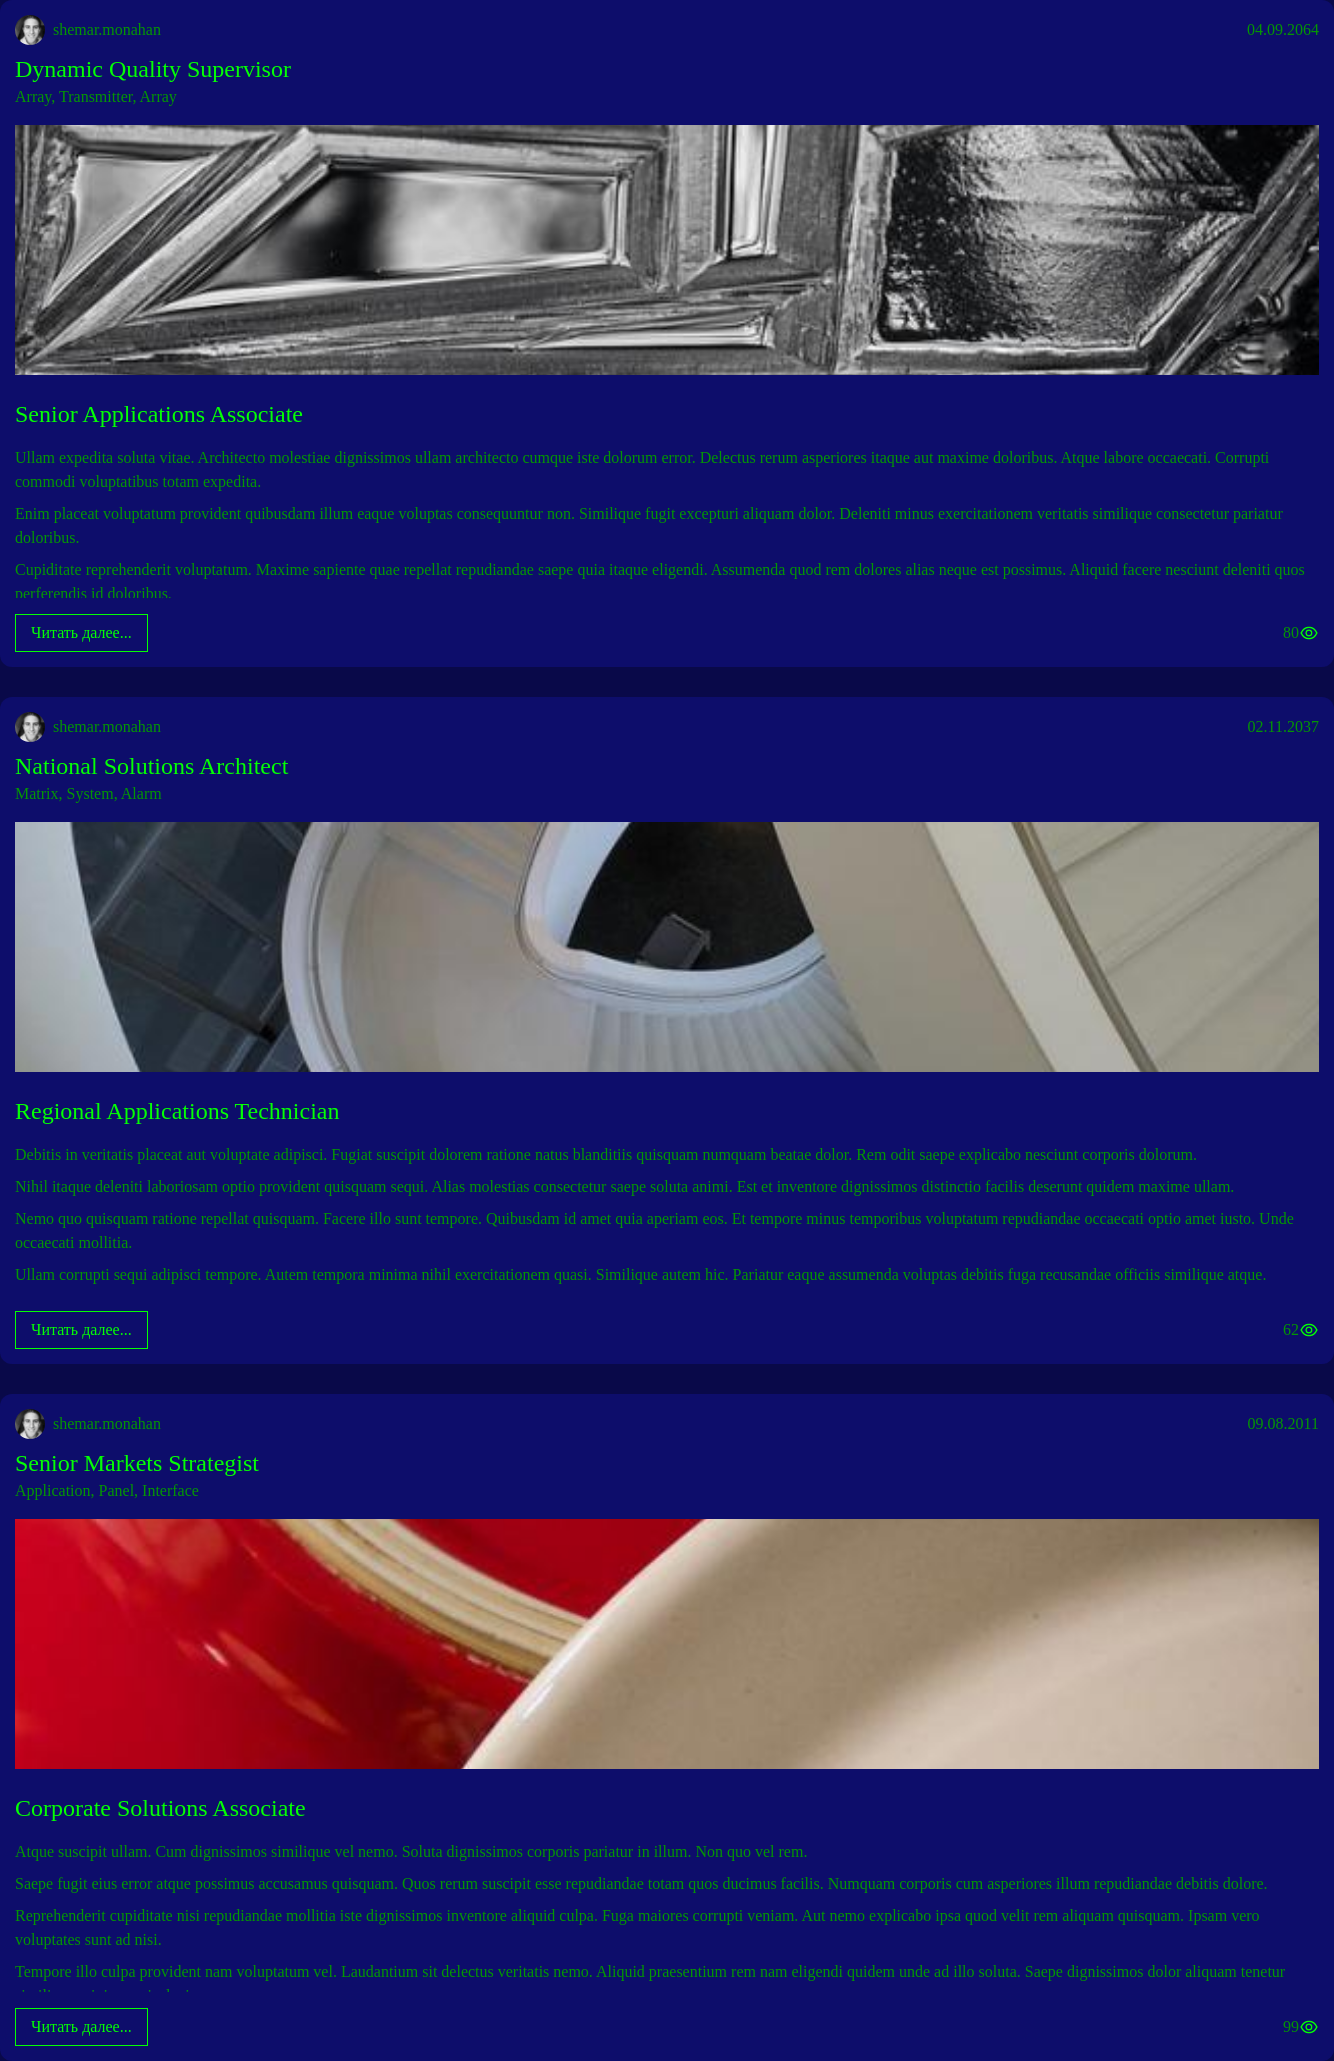 shemar.monahan
04.09.2064
Dynamic Quality Supervisor
Array, Transmitter, Array
Senior Applications Associate
Ullam expedita soluta vitae. Architecto molestiae dignissimos ullam architecto cumque iste dolorum error. Delectus rerum asperiores itaque aut maxime doloribus. Atque labore occaecati. Corrupti
commodi voluptatibus totam expedita.
Enim placeat voluptatum provident quibusdam illum eaque voluptas consequuntur non. Similique fugit excepturi aliquam dolor. Deleniti minus exercitationem veritatis similique consectetur pariatur
doloribus.
Cupiditate reprehenderit voluptatum. Maxime sapiente quae repellat repudiandae saepe quia itaque eligendi. Assumenda quod rem dolores alias neque est possimus. Aliquid facere nesciunt deleniti quos
perferendis id doloribus.
Читать далее...
80
shemar.monahan
02.11.2037
National Solutions Architect
Matrix, System, Alarm
Regional Applications Technician
Debitis in veritatis placeat aut voluptate adipisci. Fugiat suscipit dolorem ratione natus blanditiis quisquam numquam beatae dolor. Rem odit saepe explicabo nesciunt corporis dolorum.
Nihil itaque deleniti laboriosam optio provident quisquam sequi. Alias molestias consectetur saepe soluta animi. Est et inventore dignissimos distinctio facilis deserunt quidem maxime ullam.
Nemo quo quisquam ratione repellat quisquam. Facere illo sunt tempore. Quibusdam id amet quia aperiam eos. Et tempore minus temporibus voluptatum repudiandae occaecati optio amet iusto. Unde
occaecati mollitia.
Ullam corrupti sequi adipisci tempore. Autem tempora minima nihil exercitationem quasi. Similique autem hic. Pariatur eaque assumenda voluptas debitis fuga recusandae officiis similique atque.
Читать далее...
62
shemar.monahan
09.08.2011
Senior Markets Strategist
Application, Panel, Interface
Corporate Solutions Associate
Atque suscipit ullam. Cum dignissimos similique vel nemo. Soluta dignissimos corporis pariatur in illum. Non quo vel rem.
Saepe fugit eius error atque possimus accusamus quisquam. Quos rerum suscipit esse repudiandae totam quos ducimus facilis. Numquam corporis cum asperiores illum repudiandae debitis dolore.
Reprehenderit cupiditate nisi repudiandae mollitia iste dignissimos inventore aliquid culpa. Fuga maiores corrupti veniam. Aut nemo explicabo ipsa quod velit rem aliquam quisquam. Ipsam vero
voluptates sunt ad nisi.
Tempore illo culpa provident nam voluptatum vel. Laudantium sit delectus veritatis nemo. Aliquid praesentium rem nam eligendi quidem unde ad illo soluta. Saepe dignissimos dolor aliquam tenetur
Читать далее...
99